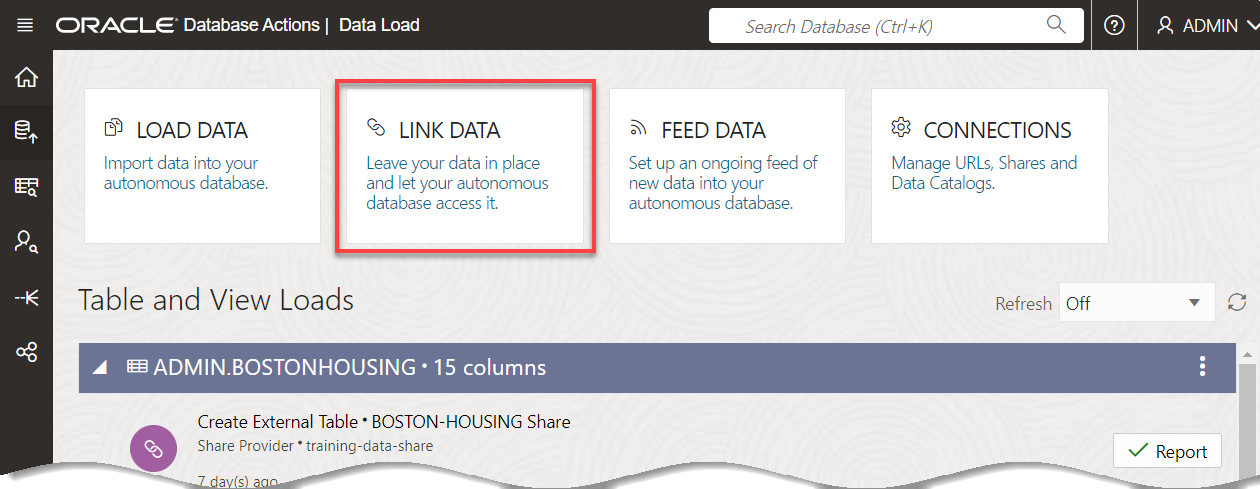 ORACLE Database Actions | Data Load
Search Database (Ctrl+K)
ADMIN
LOAD DATA
Import data into your
autonomous database.
LINK DATA
Leave your data in place
and let your autonomous
database access it.
FEED DATA
Set up an ongoing feed of
new data into your
autonomous database.
CONNECTIONS
Manage URLs, Shares and
Data Catalogs.
Table and View Loads
Refresh Off
ADMIN.BOSTONHOUSING • 15 columns
Create External Table • BOSTON-HOUSING Share
Share Provider • training-data-share
Report
7 day(s) ago